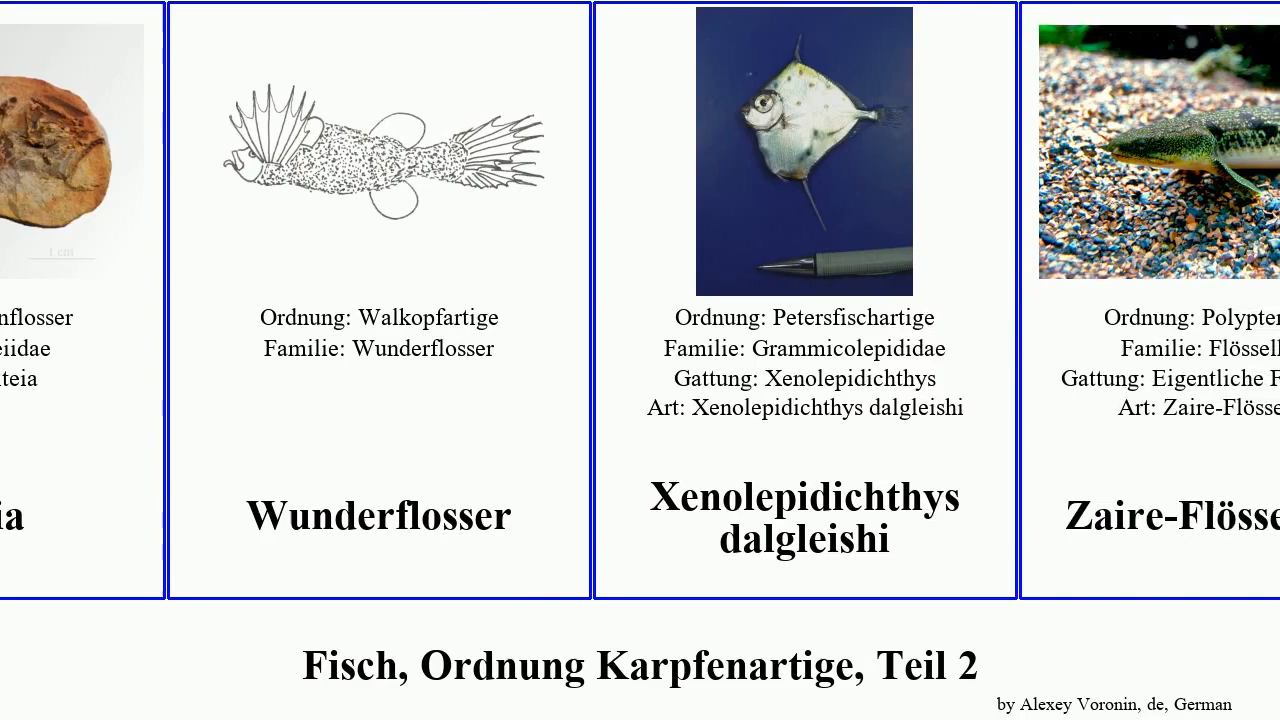 1 cm
nflosser
eiidae
teia
ia
Ordnung: Walkopfartige
Familie: Wunderflosser
Wunderflosser
Ordnung: Petersfischartige
Familie: Grammicolepididae
Gattung: Xenolepidichthys
Art: Xenolepidichthys dalgleishi
Xenolepidichthys
dalgleishi
Ordnung: Polypter
Familie: Flössel
Gattung: Eigentliche F
Art: Zaire-Flösse
Zaire-Flösse
Fisch, Ordnung Karpfenartige, Teil 2
by Alexey Voronin, de, German